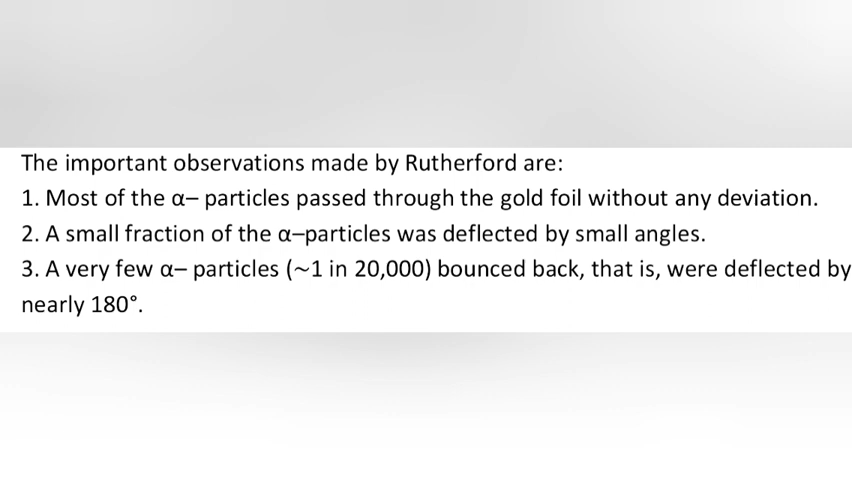 The important observations made by Rutherford are:
1. Most of the α– particles passed through the gold foil without any deviation.
2. A small fraction of the α–particles was deflected by small angles.
3. A very few α– particles (~1 in 20,000) bounced back, that is, were deflected by
nearly 180°.